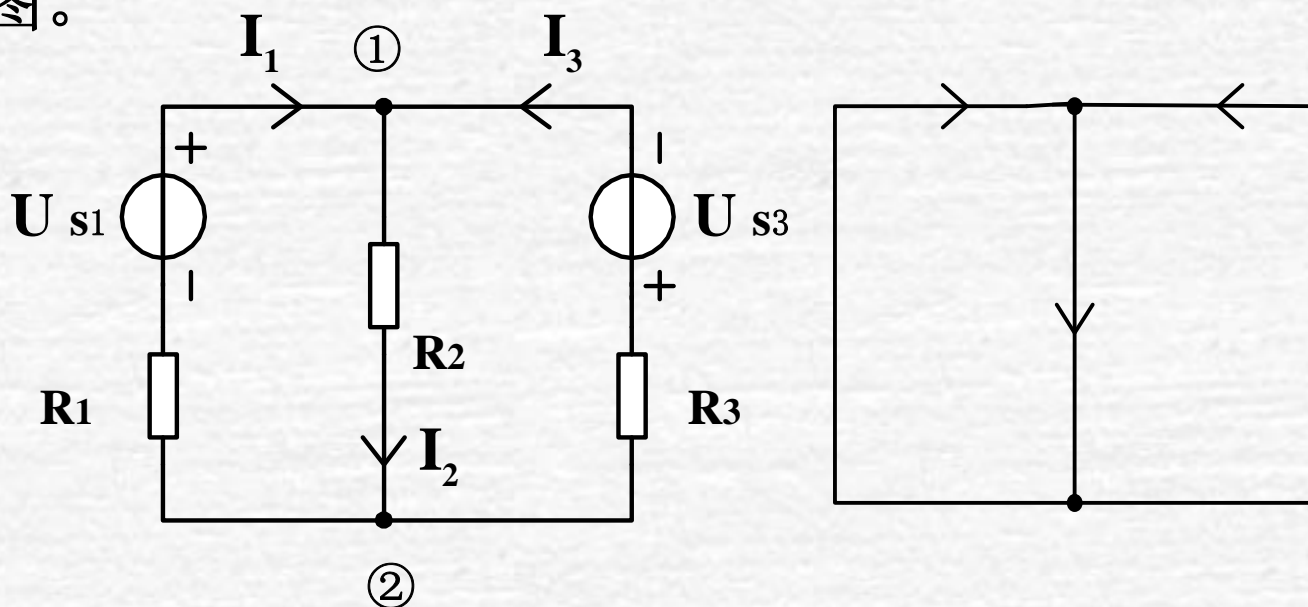 图。
I₁ ① I₃
+ −
U s1 U s3
− +
R2
R1 R3
I₂
②